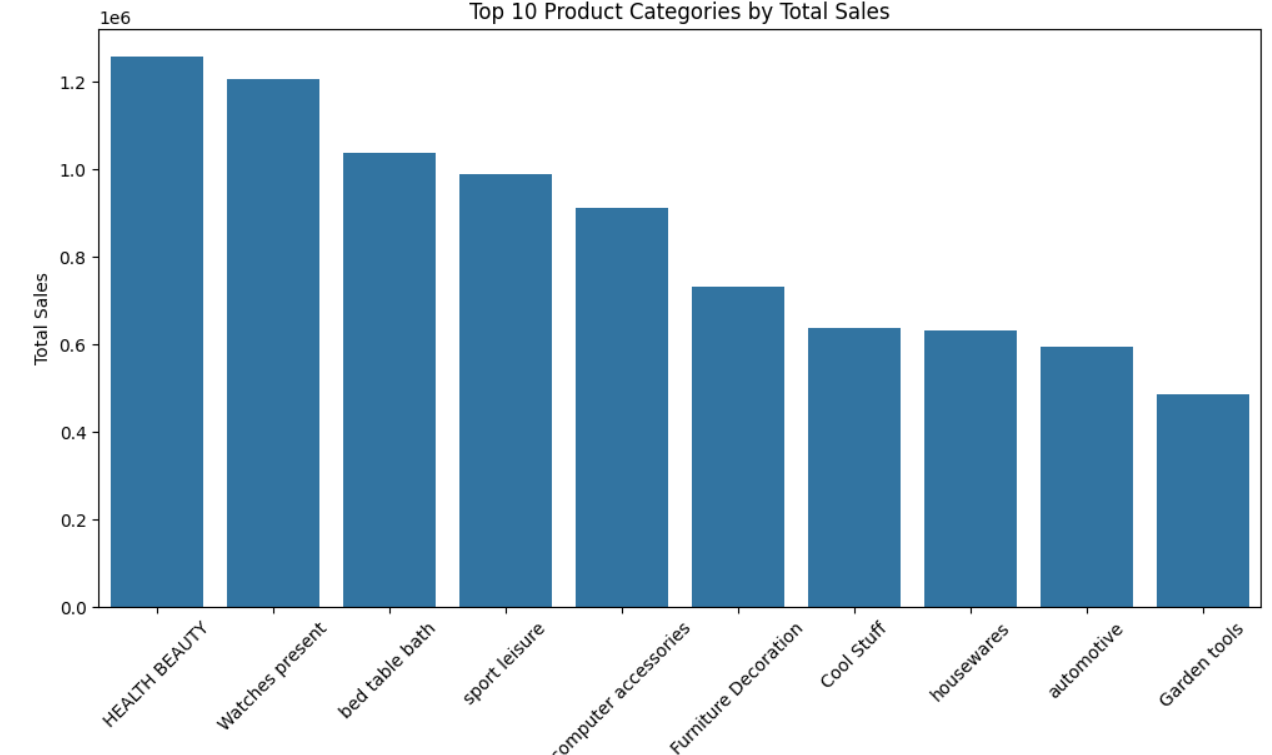 Top 10 Product Categories by Total Sales
1e6
1.2
1.0
0.8
0.6
0.4
0.2
0.0
Total Sales
HEALTH BEAUTY
Watches present
bed table bath
sport leisure
computer accessories
Furniture Decoration
Cool Stuff
housewares
automotive
Garden tools